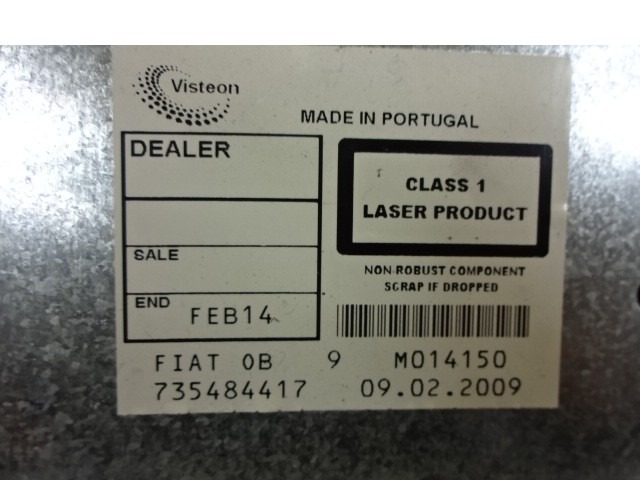 Visteon
MADE IN PORTUGAL
DEALER
CLASS 1
LASER PRODUCT
SALE
NON-ROBUST COMPONENT
SCRAP IF DROPPED
END FEB14
FIAT 0B 9 M014150
735484417 09.02.2009